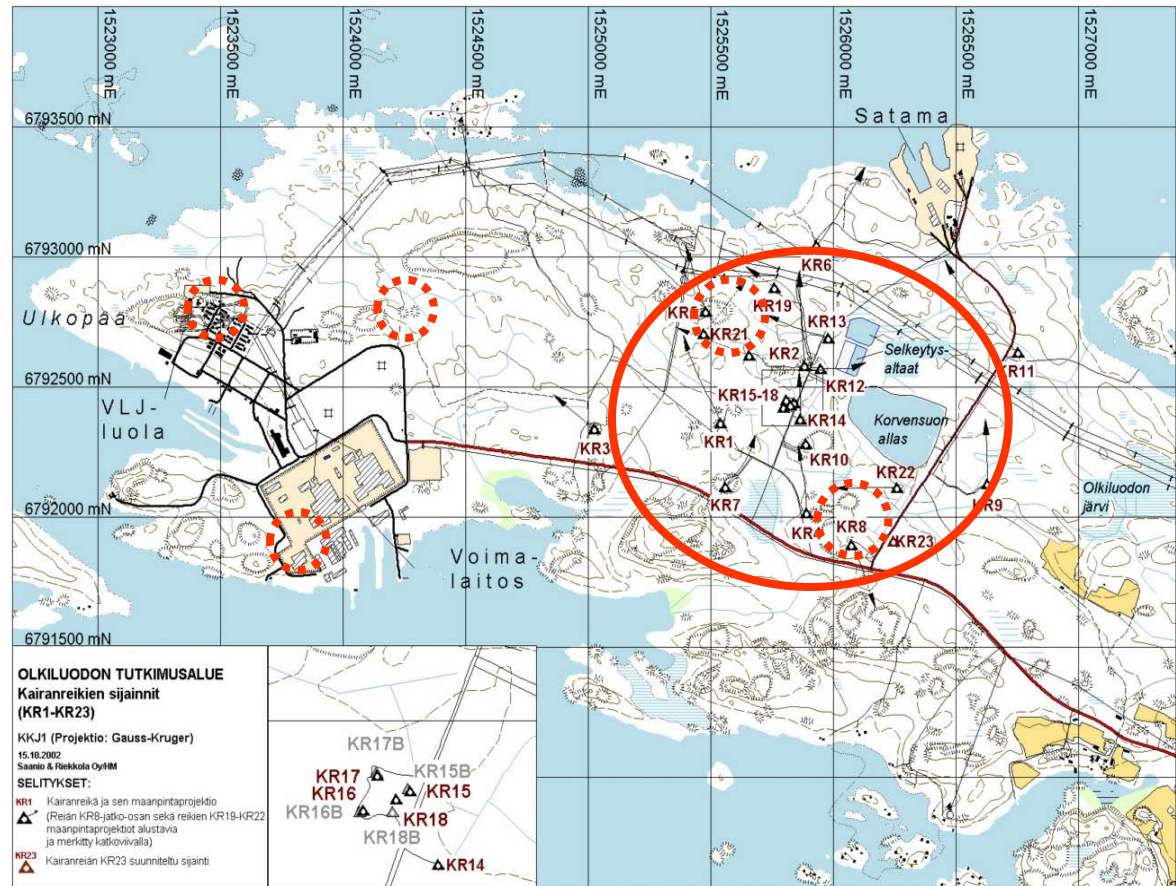 1523000 mE
1523500 mE
1524000 mE
1524500 mE
1525000 mE
1525500 mE
1526000 mE
1526500 mE
1527000 mE
6793500 mN
Satama
6793000 mN
KR6
KR19
Ulkopää
KR21
KR13
KR2
Selkeytys-
altaat
KR11
6792500 mN
KR12
VLJ-
luola
KR15-18
KR14
Korvensuon
allas
KR3
KR1
KR10
KR22
Olkiluodon
järvi
KR7
KR9
6792000 mN
KR4
KR8
KR23
Voima-
laitos
6791500 mN
OLKILUODON TUTKIMUSALUE
Kairanreikien sijainnit
(KR1-KR23)
KKJ1 (Projektio: Gauss-Kruger)
15.10.2002
Saanio & Riekkola Oy/HM
SELITYKSET:
KR1 Kairanreikä ja sen maanpintaprojektio
(Reiän KR8-jatko-osan sekä reikien KR19-KR22
maanpintaprojektiot alustavia
ja merkitty katkoviivalla)
KR23 Kairanreiän KR23 suunniteltu sijainti
KR17B
KR17
KR15B
KR16
KR15
KR16B
KR18
KR18B
KR14